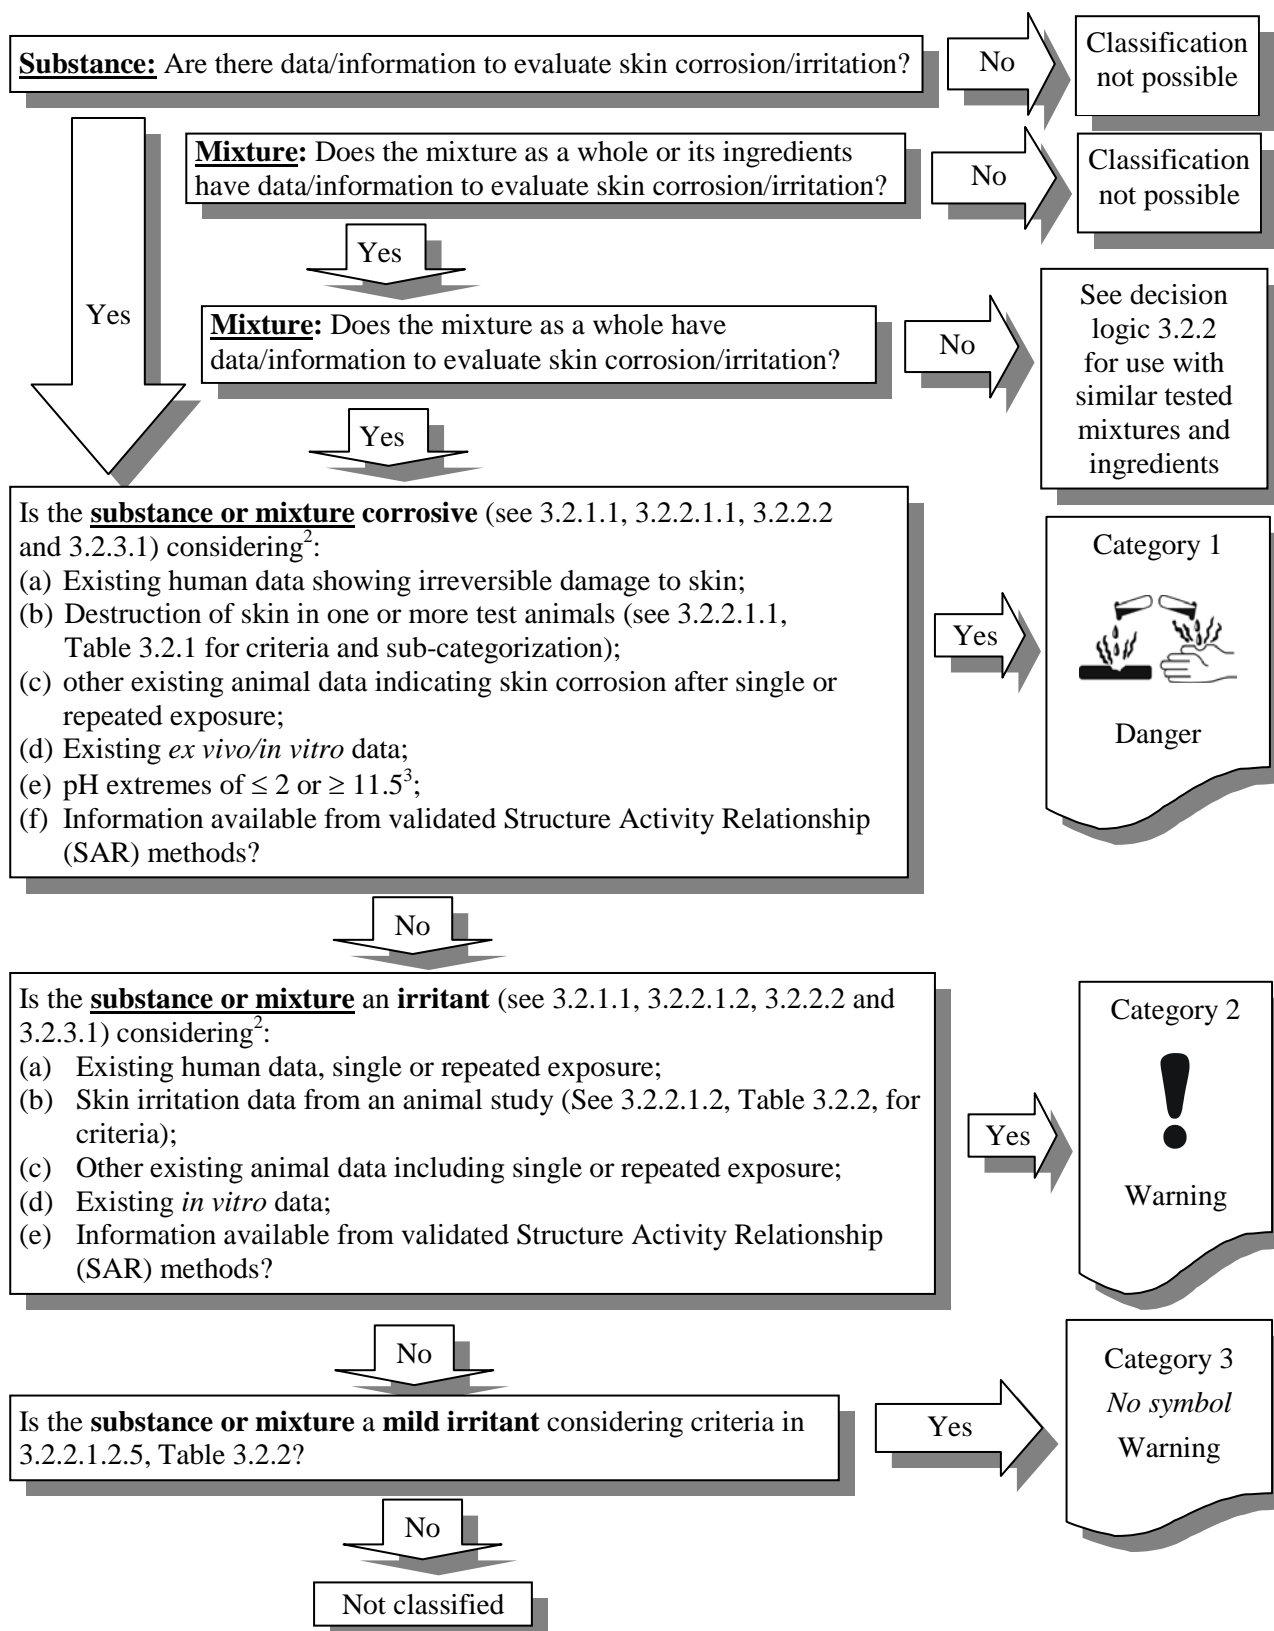 Substance: Are there data/information to evaluate skin corrosion/irritation?
No
Classification
not possible
Mixture: Does the mixture as a whole or its ingredients
have data/information to evaluate skin corrosion/irritation?
No
Classification
not possible
Yes
Yes
Mixture: Does the mixture as a whole have
data/information to evaluate skin corrosion/irritation?
No
See decision
logic 3.2.2
for use with
similar tested
mixtures and
ingredients
Yes
Is the substance or mixture corrosive (see 3.2.1.1, 3.2.2.1.1, 3.2.2.2
and 3.2.3.1) considering²:
(a) Existing human data showing irreversible damage to skin;
(b) Destruction of skin in one or more test animals (see 3.2.2.1.1,
Table 3.2.1 for criteria and sub-categorization);
(c) other existing animal data indicating skin corrosion after single or
repeated exposure;
(d) Existing ex vivo/in vitro data;
(e) pH extremes of ≤ 2 or ≥ 11.5³;
(f) Information available from validated Structure Activity Relationship
(SAR) methods?
Yes
Category 1
Danger
No
Is the substance or mixture an irritant (see 3.2.1.1, 3.2.2.1.2, 3.2.2.2 and
3.2.3.1) considering²:
(a) Existing human data, single or repeated exposure;
(b) Skin irritation data from an animal study (See 3.2.2.1.2, Table 3.2.2, for
criteria);
(c) Other existing animal data including single or repeated exposure;
(d) Existing in vitro data;
(e) Information available from validated Structure Activity Relationship
(SAR) methods?
Yes
Category 2
Warning
No
Is the substance or mixture a mild irritant considering criteria in
3.2.2.1.2.5, Table 3.2.2?
Yes
Category 3
No symbol
Warning
No
Not classified